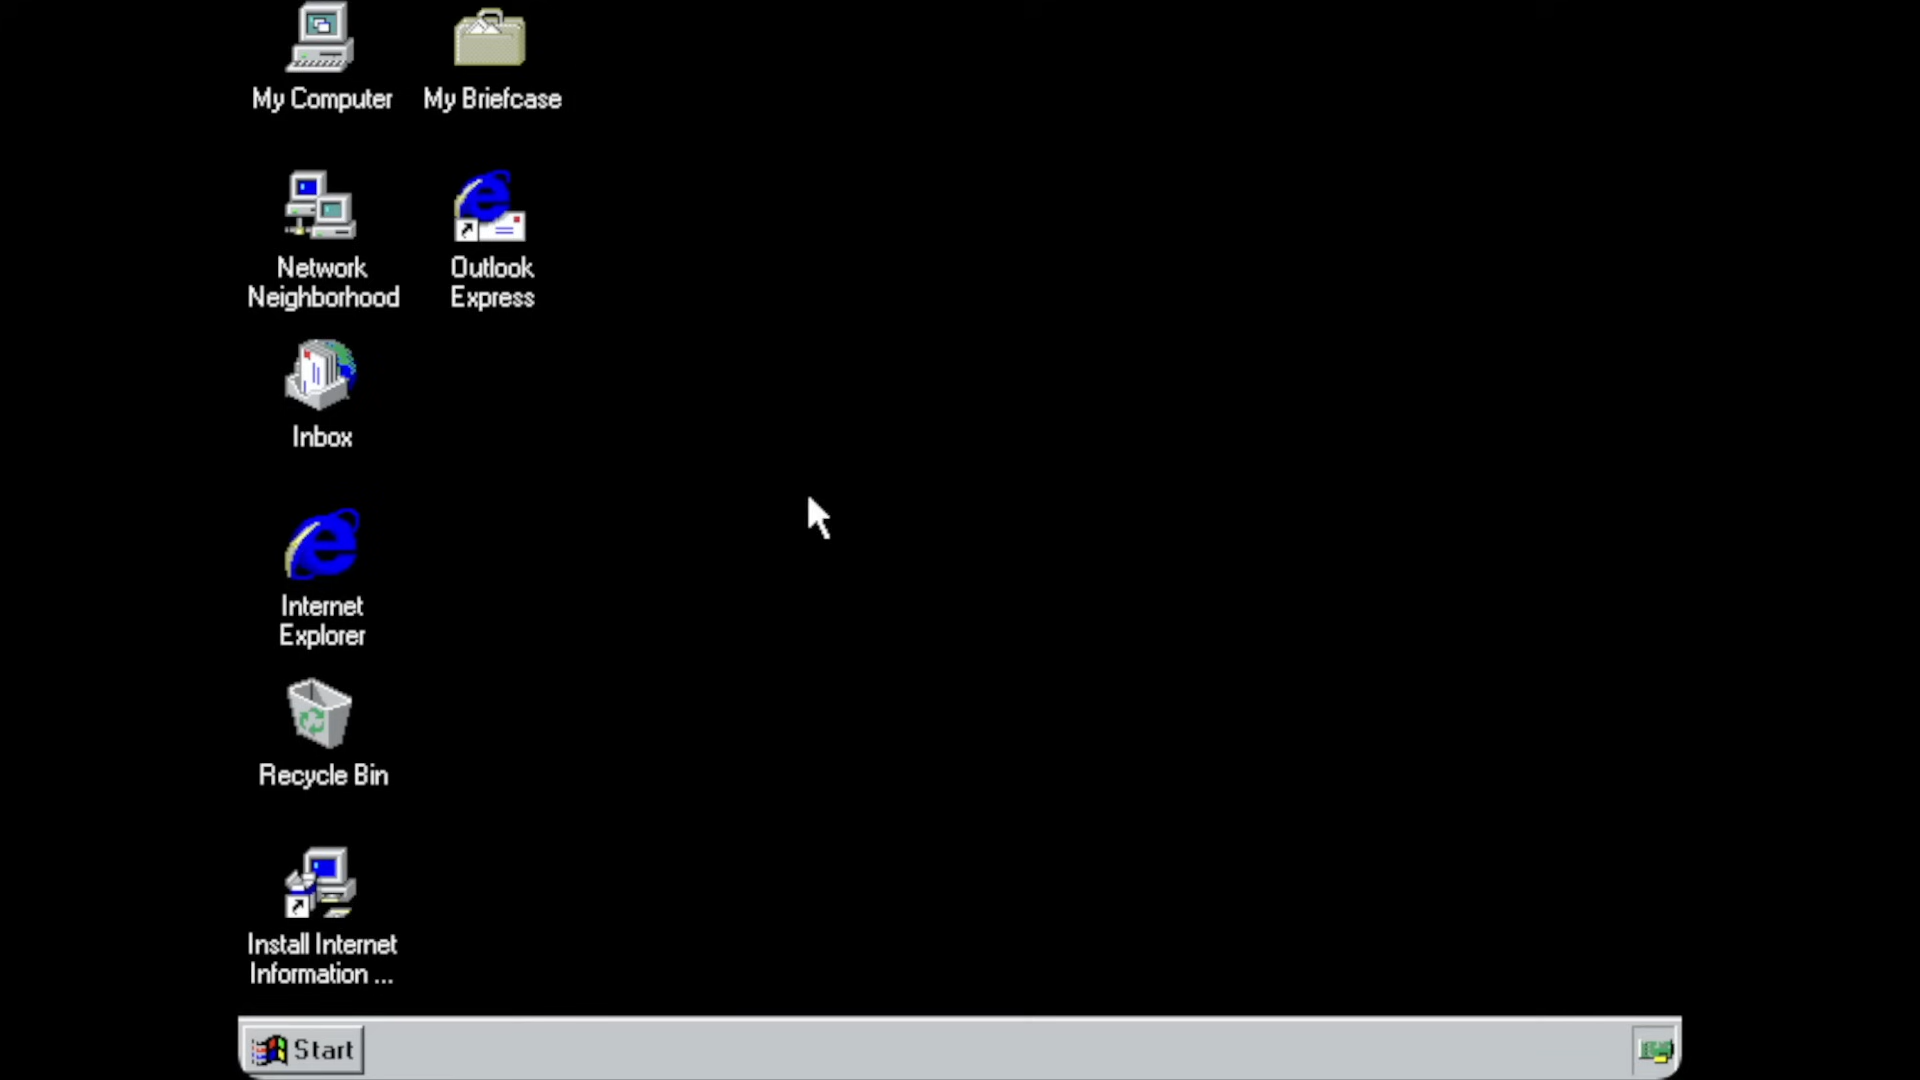 My Computer
My Briefcase
Network
Neighborhood
Outlook
Express
Inbox
Internet
Explorer
Recycle Bin
Install Internet
Information ...
Start